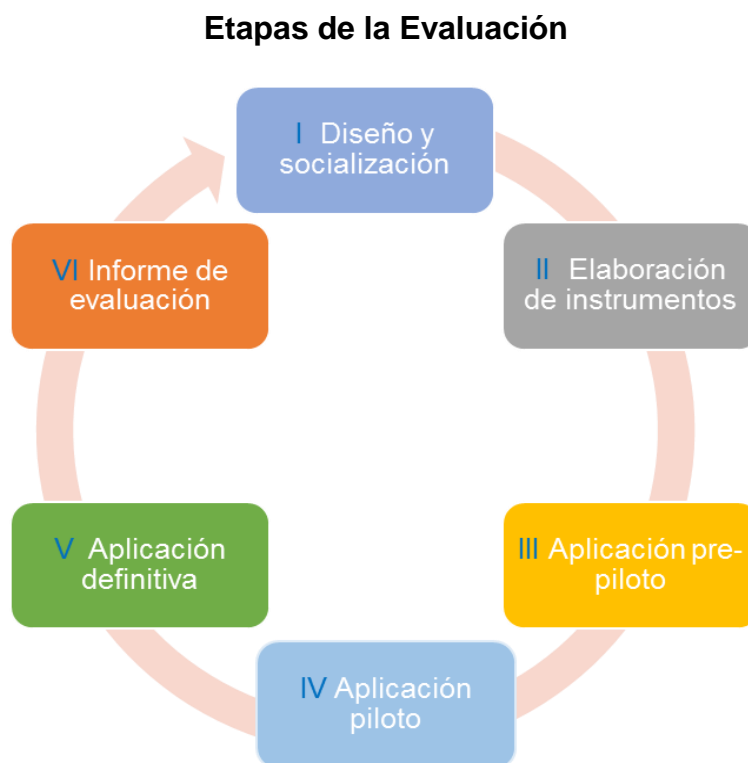 Etapas de la Evaluación
I Diseño y
socialización
II Elaboración
de instrumentos
III Aplicación pre-
piloto
IV Aplicación
piloto
V Aplicación
definitiva
VI Informe de
evaluación